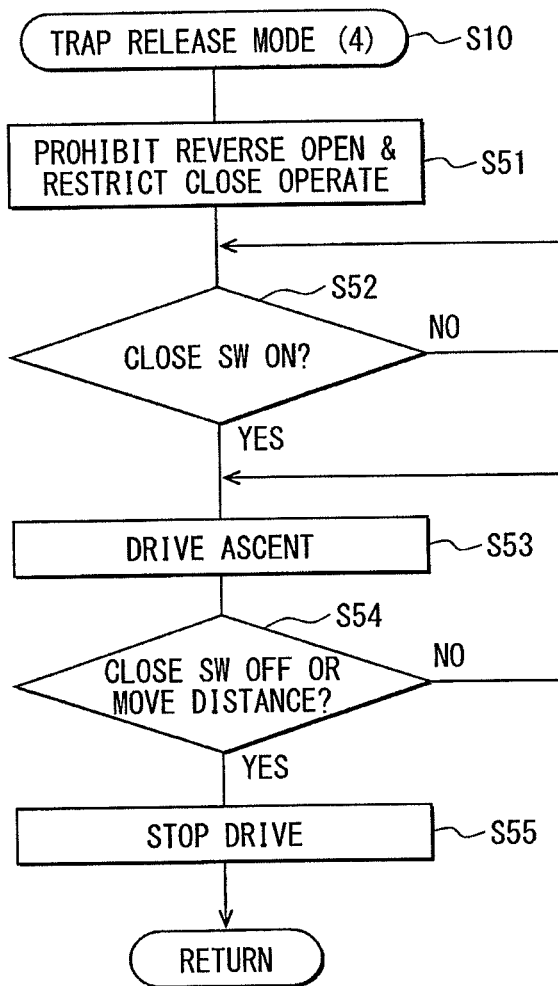 TRAP RELEASE MODE (4)
S10
PROHIBIT REVERSE OPEN &
RESTRICT CLOSE OPERATE
S51
S52
CLOSE SW ON?
NO
YES
DRIVE ASCENT
S53
S54
CLOSE SW OFF OR
MOVE DISTANCE?
NO
YES
STOP DRIVE
S55
RETURN